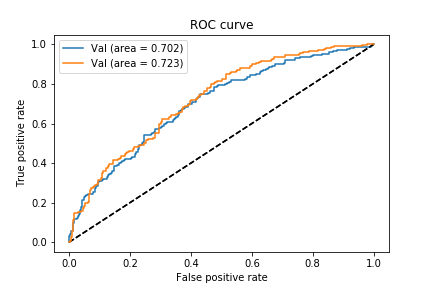 ROC curve
Val (area = 0.702)
Val (area = 0.723)
True positive rate
1.0
0.8
0.6
0.4
0.2
0.0
0.0 0.2 0.4 0.6 0.8 1.0
False positive rate